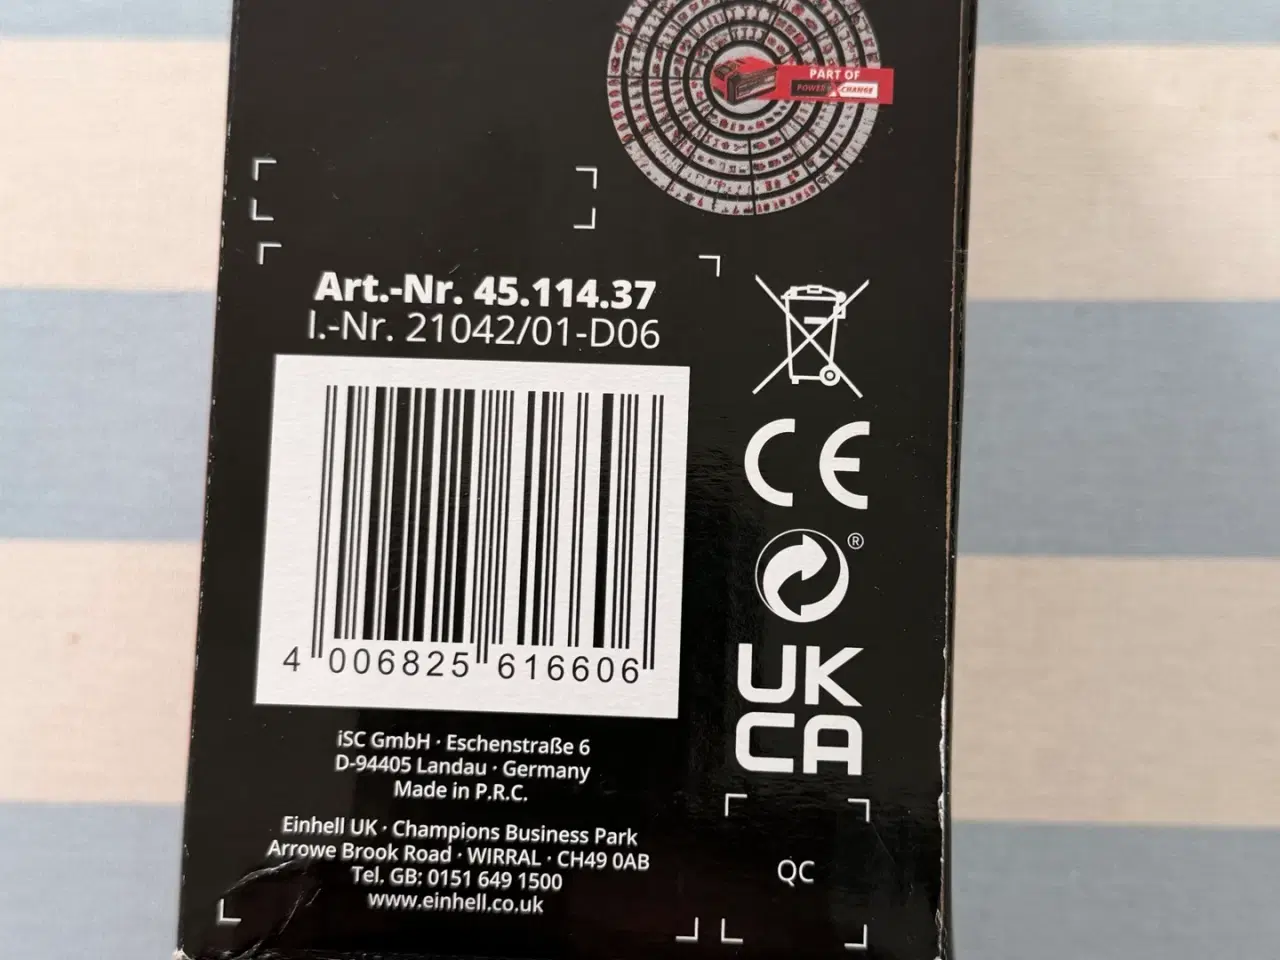 PART OF
POWER X CHANGE
Art.-Nr. 45.114.37
I.-Nr. 21042/01-D06
4 006825 616606
CE
®
UK
CA
iSC GmbH · Eschenstraße 6
D-94405 Landau · Germany
Made in P.R.C.
Einhell UK · Champions Business Park
Arrowe Brook Road · WIRRAL · CH49 0AB
Tel. GB: 0151 649 1500
www.einhell.co.uk
QC